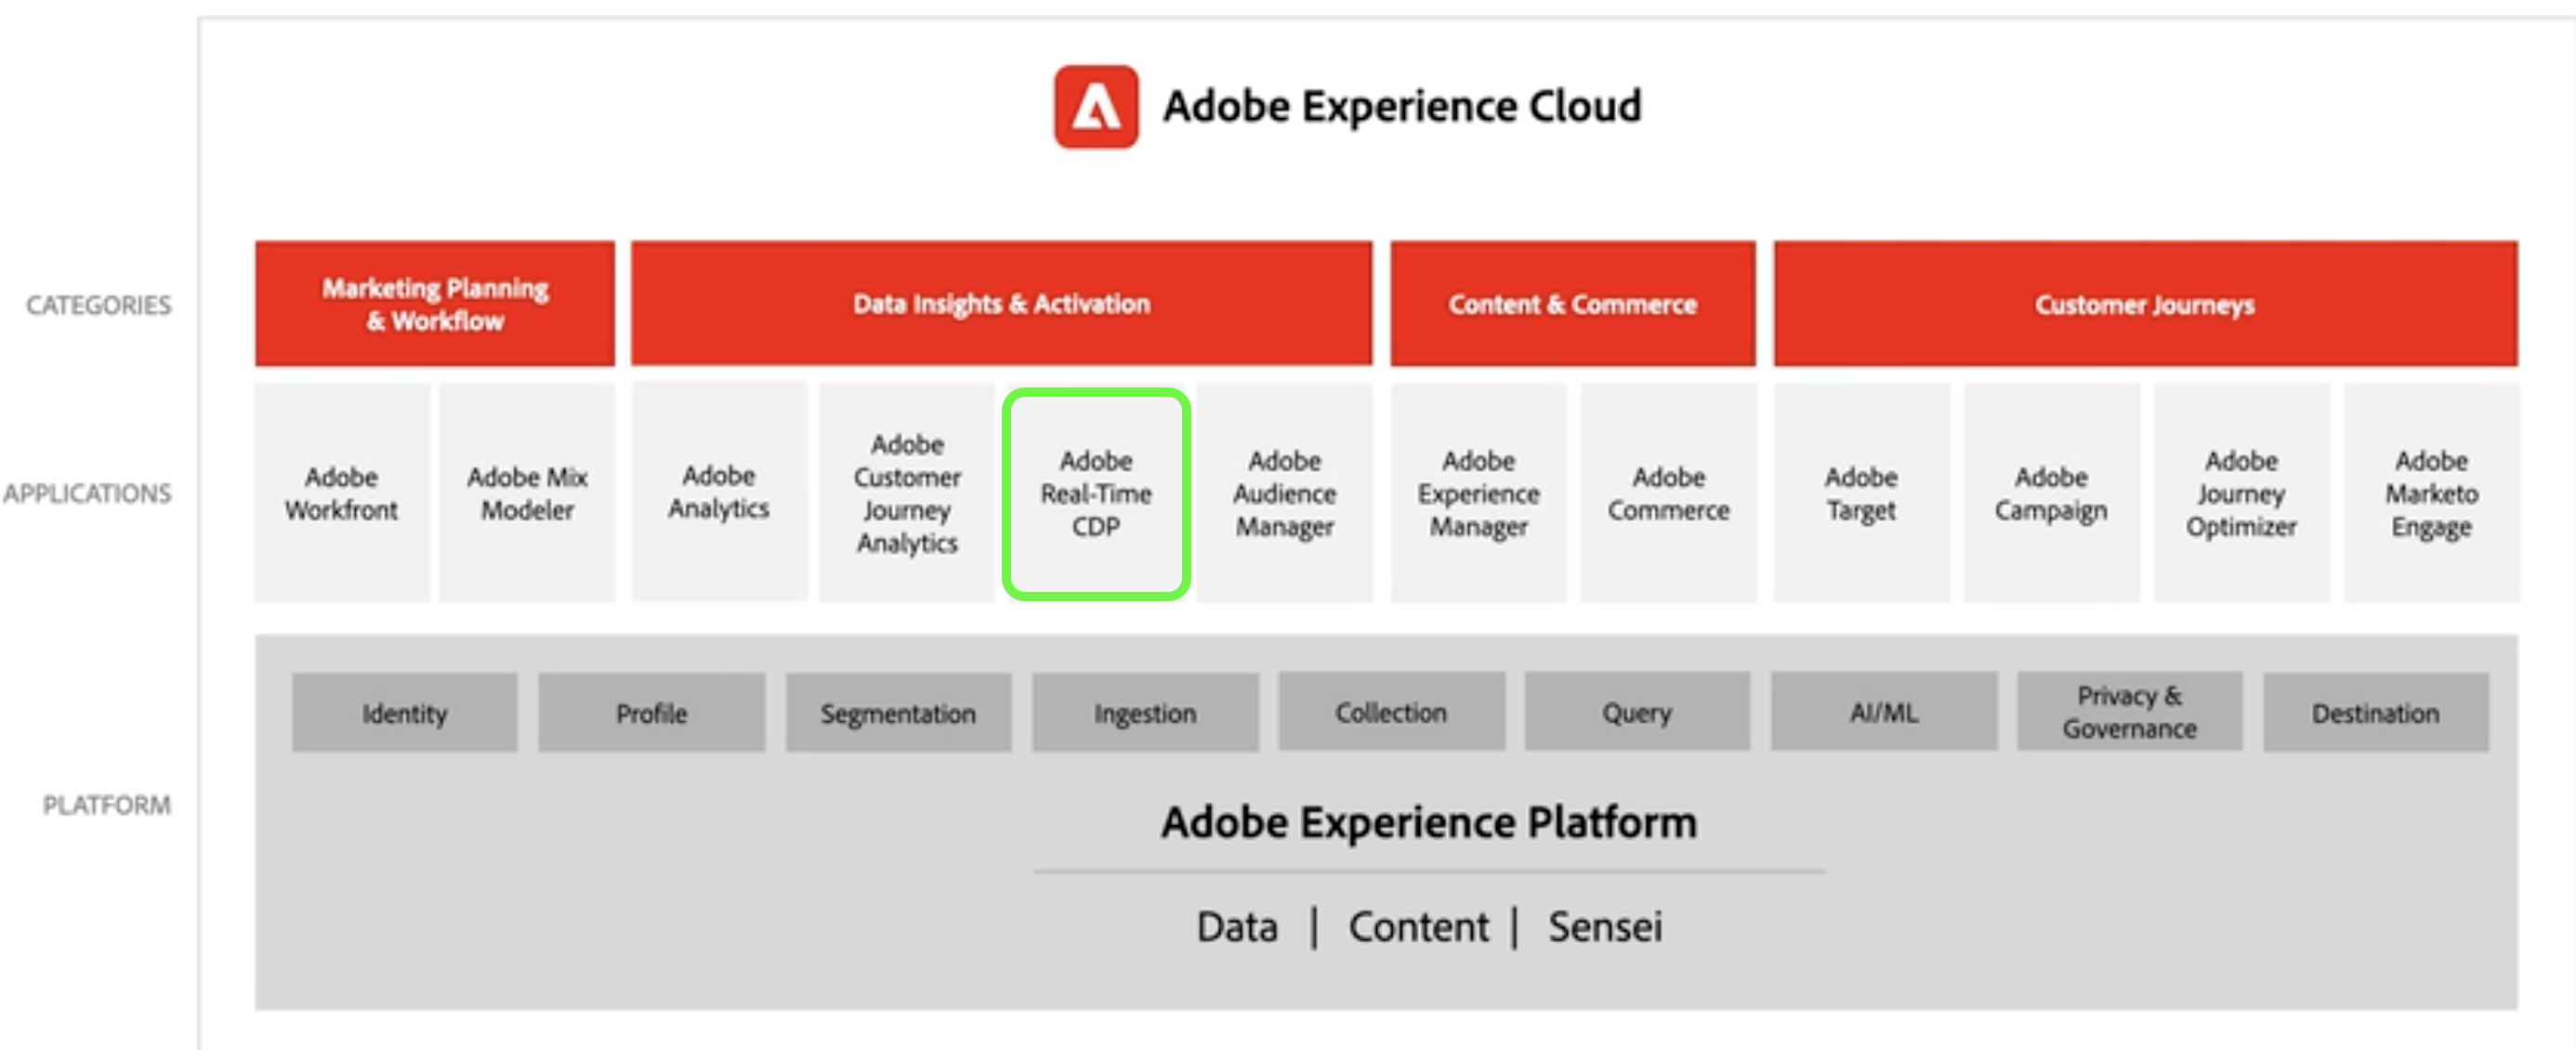 Adobe Experience Cloud
CATEGORIES
Marketing Planning
& Workflow
Data Insights & Activation
Content & Commerce
Customer Journeys
APPLICATIONS
Adobe
Workfront
Adobe Mix
Modeler
Adobe
Analytics
Adobe
Customer
Journey
Analytics
Adobe
Real-Time
CDP
Adobe
Audience
Manager
Adobe
Experience
Manager
Adobe
Commerce
Adobe
Target
Adobe
Campaign
Adobe
Journey
Optimizer
Adobe
Marketo
Engage
PLATFORM
Identity
Profile
Segmentation
Ingestion
Collection
Query
AI/ML
Privacy &
Governance
Destination
Adobe Experience Platform
Data | Content | Sensei